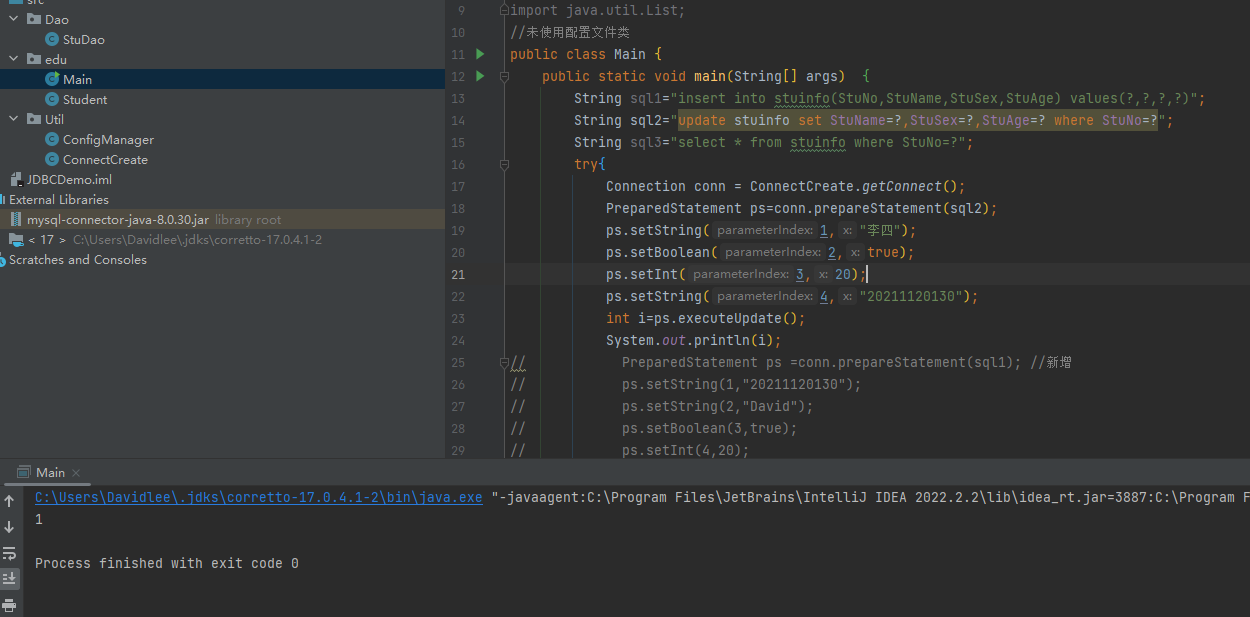 src
Dao
StuDao
edu
Main
Student
Util
ConfigManager
ConnectCreate
JDBCDemo.iml
External Libraries
mysql-connector-java-8.0.30.jar library root
< 17 > C:\Users\Davidlee\.jdks\corretto-17.0.4.1-2
Scratches and Consoles
9 import java.util.List;
10 //未使用配置文件类
11 public class Main {
12 public static void main(String[] args) {
13 String sql1="insert into stuinfo(StuNo,StuName,StuSex,StuAge) values(?,?,?,?)";
14 String sql2="update stuinfo set StuName=?,StuSex=?,StuAge=? where StuNo=?";
15 String sql3="select * from stuinfo where StuNo=?";
16 try{
17 Connection conn = ConnectCreate.getConnect();
18 PreparedStatement ps=conn.prepareStatement(sql2);
19 ps.setString( parameterIndex: 1, x: "李四");
20 ps.setBoolean( parameterIndex: 2, x: true);
21 ps.setInt( parameterIndex: 3, x: 20);
22 ps.setString( parameterIndex: 4, x: "20211120130");
23 int i=ps.executeUpdate();
24 System.out.println(i);
25 // PreparedStatement ps =conn.prepareStatement(sql1); //新增
26 // ps.setString(1,"20211120130");
27 // ps.setString(2,"David");
28 // ps.setBoolean(3,true);
29 // ps.setInt(4,20);
Main
C:\Users\Davidlee\.jdks\corretto-17.0.4.1-2\bin\java.exe "-javaagent:C:\Program Files\JetBrains\IntelliJ IDEA 2022.2.2\lib\idea_rt.jar=3887:C:\Program F
1
Process finished with exit code 0